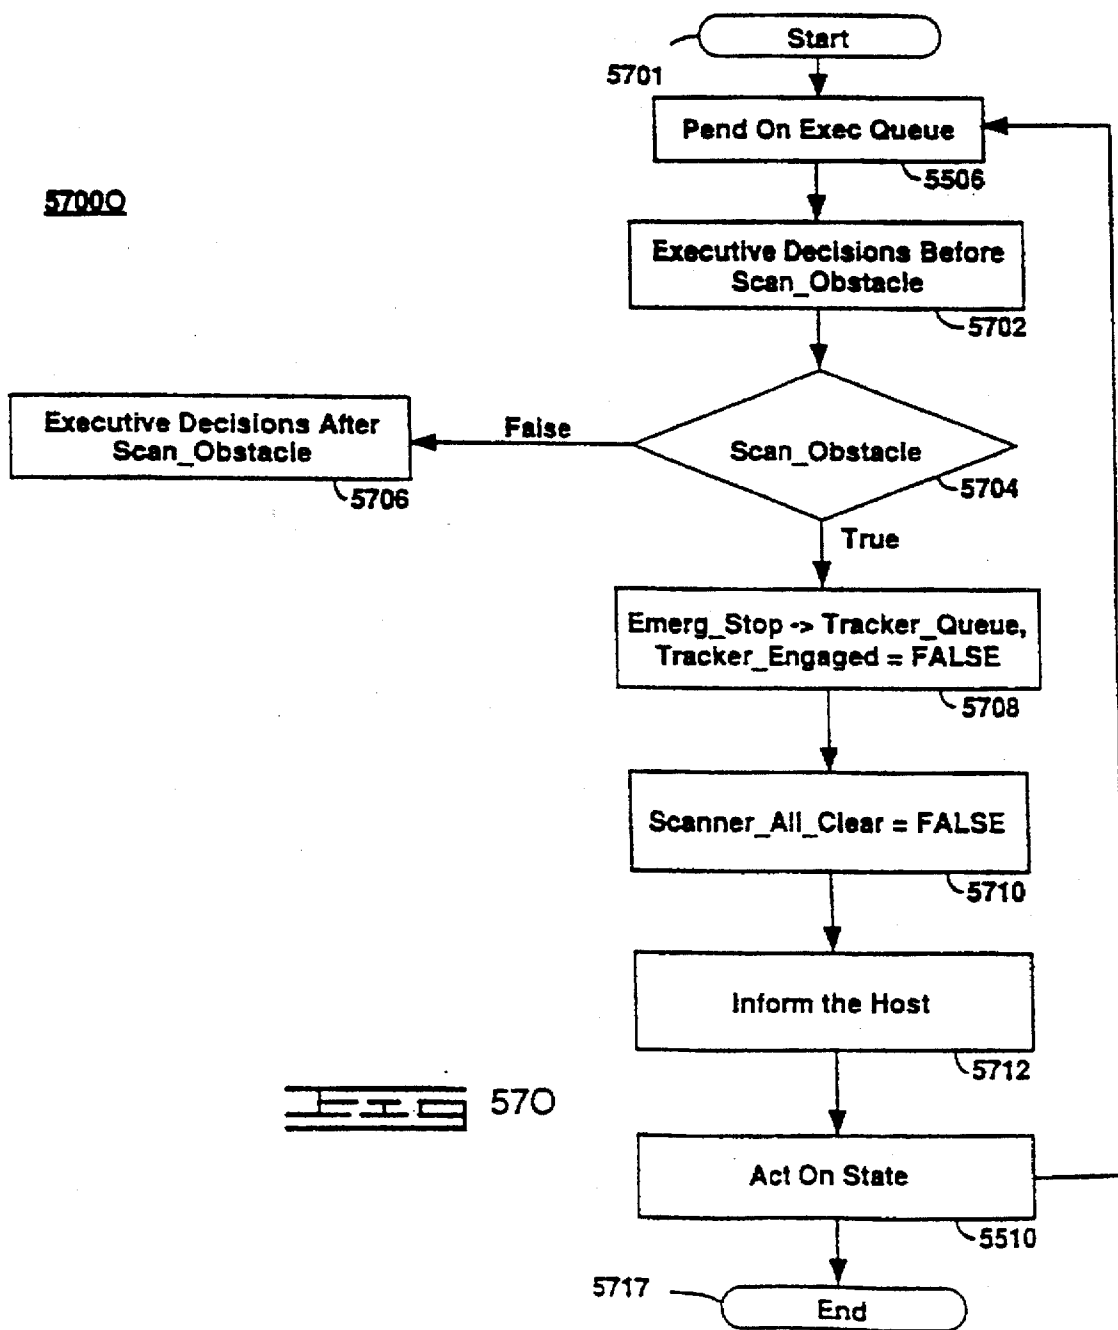 Start
5701
Pend On Exec Queue
5506
5700O
Executive Decisions Before
Scan_Obstacle
5702
Executive Decisions After
Scan_Obstacle
5706
False
Scan_Obstacle
5704
True
Emerg_Stop -> Tracker_Queue,
Tracker_Engaged = FALSE
5708
Scanner_All_Clear = FALSE
5710
Inform the Host
5712
FIG 57O
Act On State
5510
5717
End